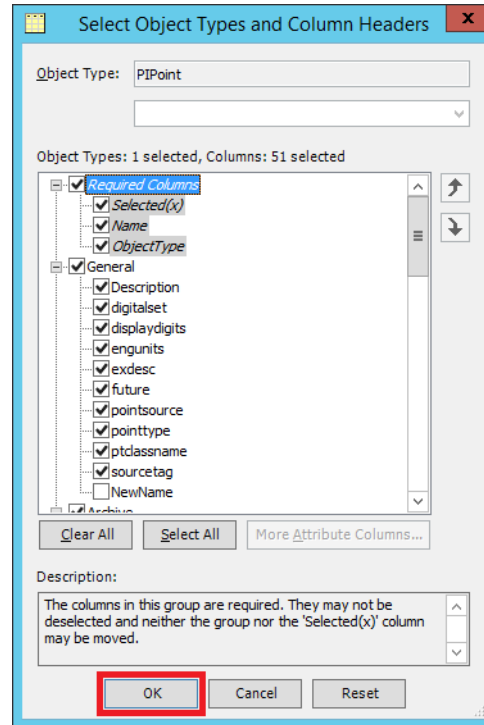 Select Object Types and Column Headers
x
Object Type: PIPoint
Object Types: 1 selected, Columns: 51 selected
Required Columns
Selected(x)
Name
ObjectType
General
Description
digitalset
displaydigits
engunits
exdesc
future
pointsource
pointtype
ptclassname
sourcetag
NewName
Archive
Clear All Select All More Attribute Columns...
Description:
The columns in this group are required. They may not be
deselected and neither the group nor the 'Selected(x)' column
may be moved.
OK Cancel Reset